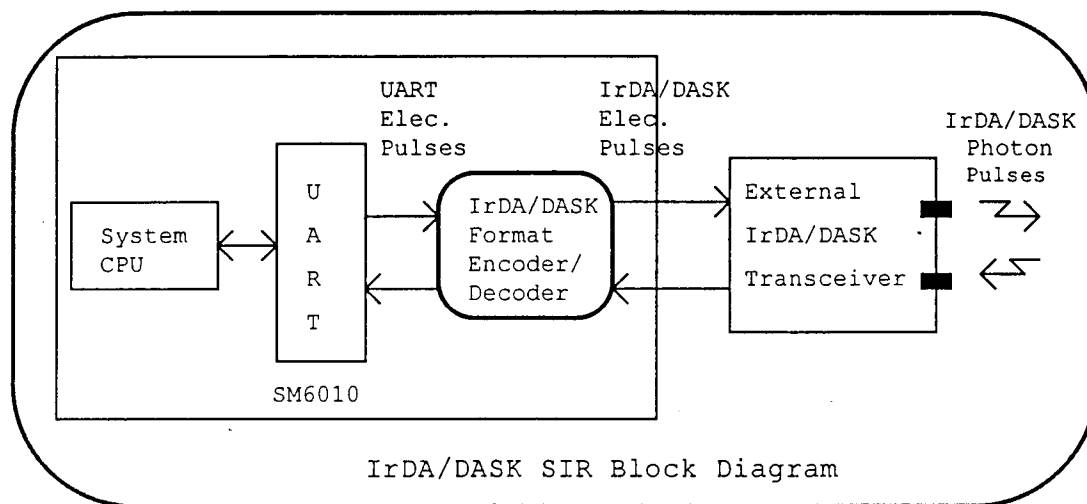 UART
Elec.
Pulses
IrDA/DASK
Elec.
Pulses
IrDA/DASK
Photon
Pulses
System
CPU
U
A
R
T
IrDA/DASK
Format
Encoder/
Decoder
External
IrDA/DASK
Transceiver
SM6010
IrDA/DASK SIR Block Diagram